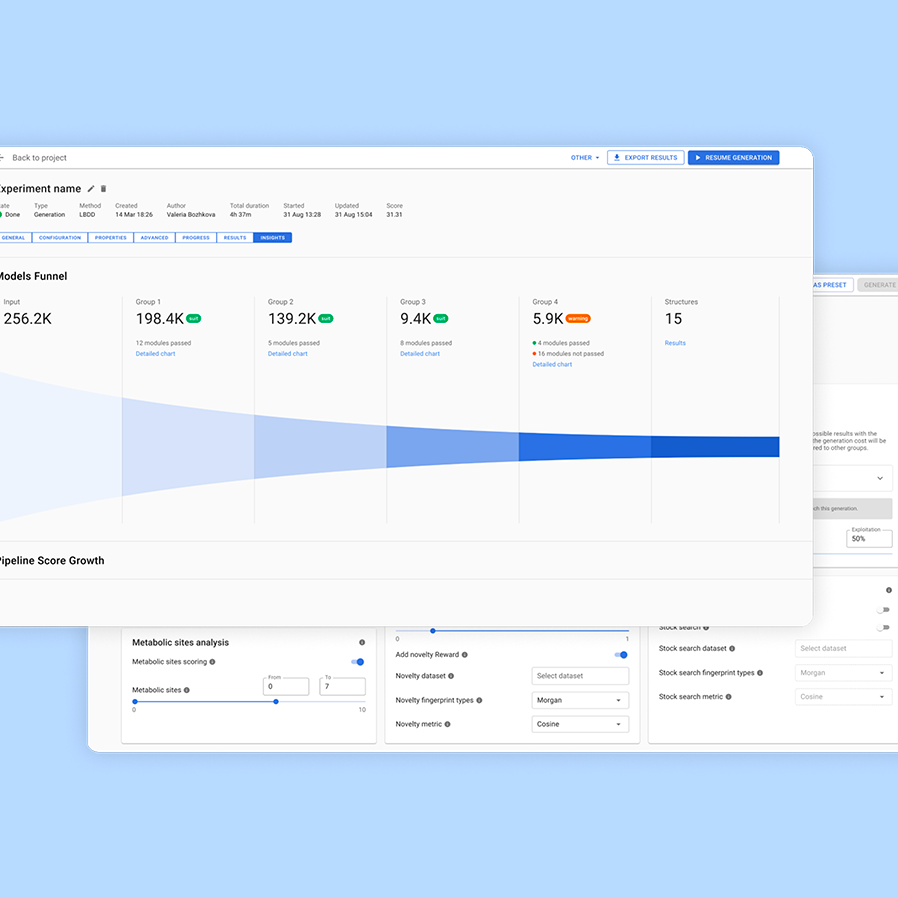 Back to project
OTHER
EXPORT RESULTS
RESUME GENERATION
Experiment name
Type Method Created Author Total duration Started Updated Score
Done Generation LBDD 14 Mar 18:26 Valeria Bozhkova 4h 37m 31 Aug 13:28 31 Aug 15:04 31.31
GENERAL CONFIGURATION PROPERTIES ADVANCED PROGRESS RESULTS INSIGHTS
Models Funnel
Input Group 1 Group 2 Group 3 Group 4 Structures
256.2K 198.4K suit 139.2K suit 9.4K suit 5.9K warning 15
12 modules passed 5 modules passed 8 modules passed 4 modules passed Results
Detailed chart Detailed chart Detailed chart 16 modules not passed
Detailed chart
Pipeline Score Growth
AS PRESET
GENERATE
ossible results with the
the generation cost will be
red to other groups.
ch this generation.
Exploitation
50%
Metabolic sites analysis
Metabolic sites scoring
Metabolic sites
From
0
To
7
0 10
0 1
Add novelty Reward
Novelty dataset Select dataset
Novelty fingerprint types Morgan
Novelty metric Cosine
Stock search
Stock search dataset Select dataset
Stock search fingerprint types Morgan
Stock search metric Cosine